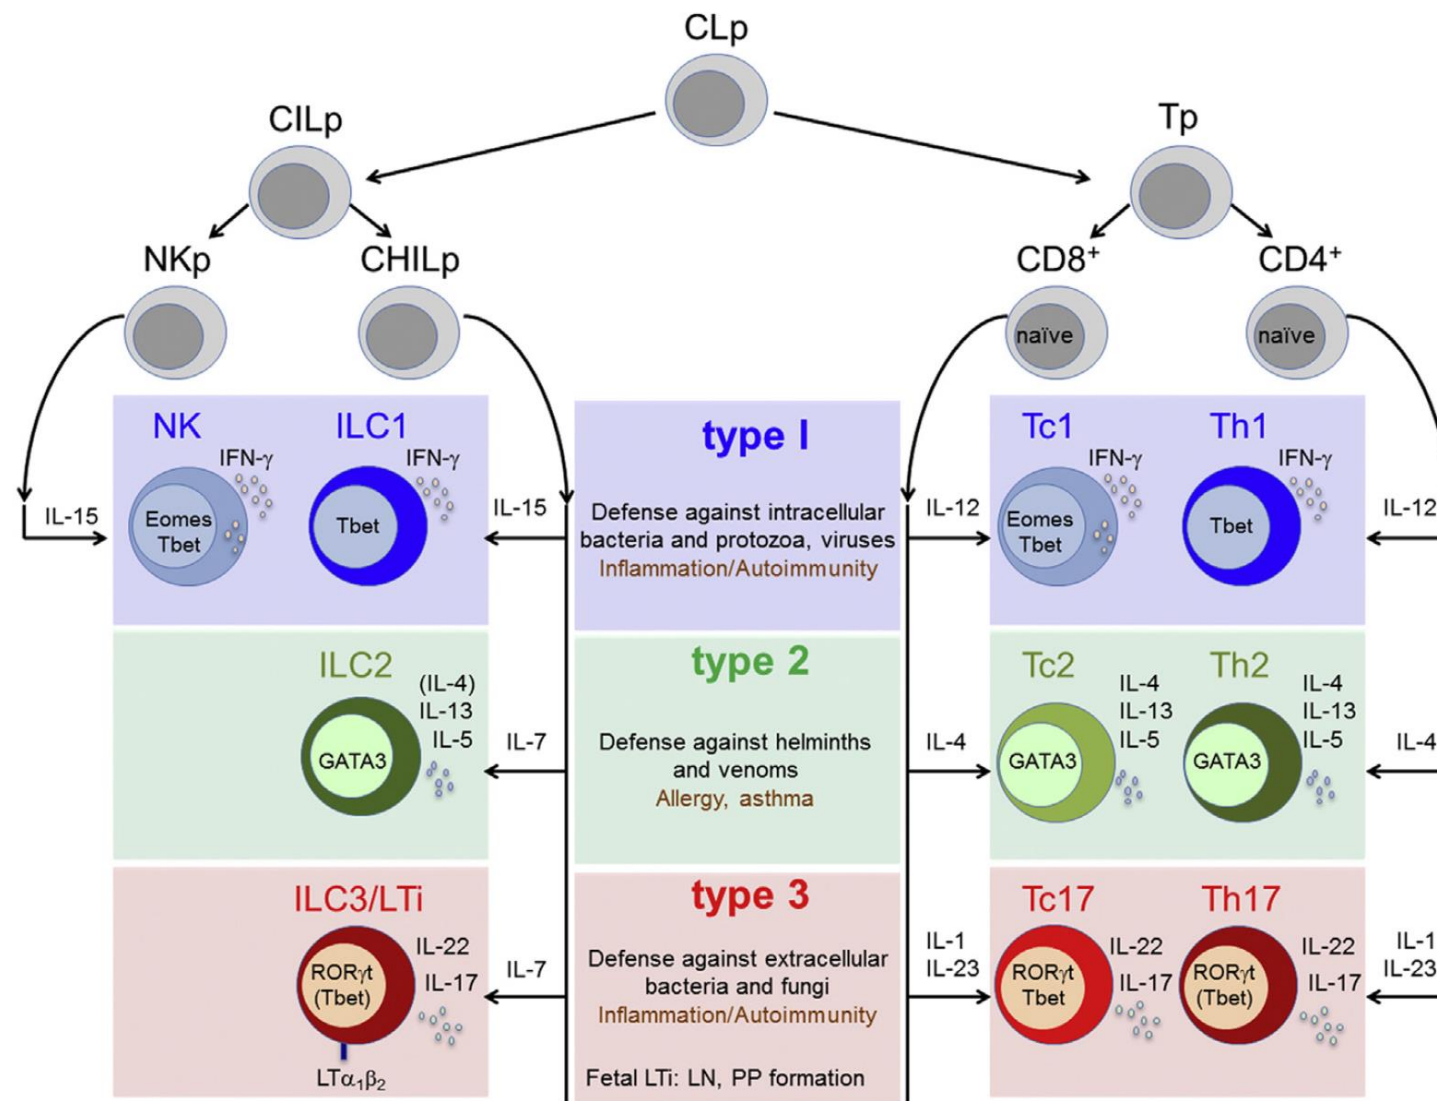 CLp
CILp
Tp
NKp
CHILp
CD8+
CD4+
naïve
naïve
NK
ILC1
type I
Tc1
Th1
IFN-γ
IFN-γ
IFN-γ
IFN-γ
IL-15
Eomes
Tbet
Tbet
IL-15
Defense against intracellular
bacteria and protozoa, viruses
Inflammation/Autoimmunity
IL-12
Eomes
Tbet
Tbet
IL-12
ILC2
(IL-4)
IL-13
IL-5
GATA3
IL-7
type 2
Defense against helminths
and venoms
Allergy, asthma
IL-4
Tc2
GATA3
IL-4
IL-13
IL-5
Th2
GATA3
IL-4
IL-13
IL-5
IL-4
ILC3/LTi
RORγt
(Tbet)
IL-22
IL-17
LTα1β2
IL-7
type 3
Defense against extracellular
bacteria and fungi
Inflammation/Autoimmunity
Fetal LTi: LN, PP formation
IL-1
IL-23
Tc17
RORγt
Tbet
IL-22
IL-17
Th17
RORγt
(Tbet)
IL-22
IL-17
IL-1
IL-23